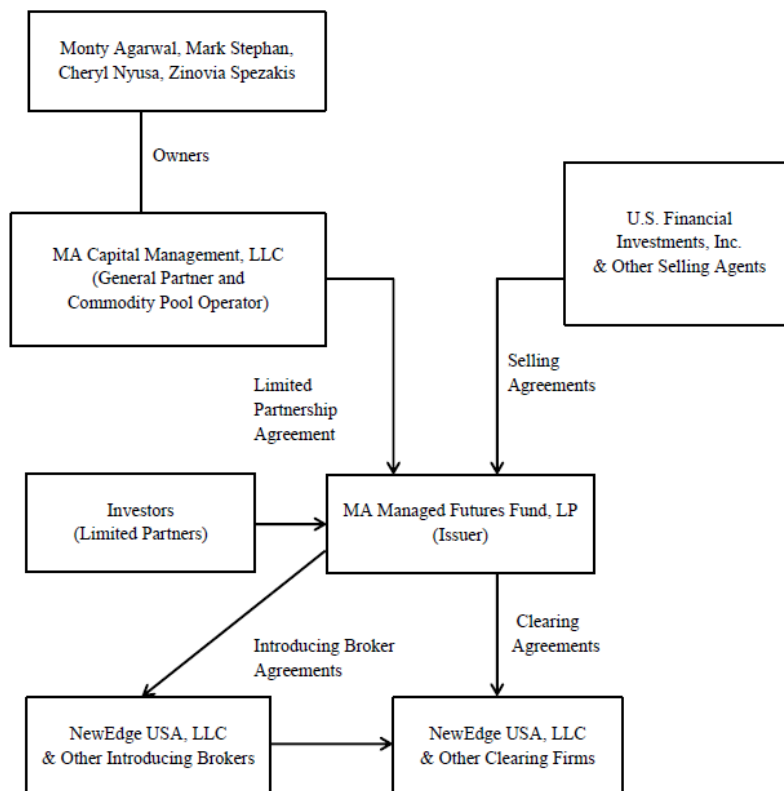 Monty Agarwal, Mark Stephan,
Cheryl Nyusa, Zinovia Spezakis
Owners
MA Capital Management, LLC
(General Partner and
Commodity Pool Operator)
U.S. Financial
Investments, Inc.
& Other Selling Agents
Limited
Partnership
Agreement
Selling
Agreements
Investors
(Limited Partners)
MA Managed Futures Fund, LP
(Issuer)
Introducing Broker
Agreements
Clearing
Agreements
NewEdge USA, LLC
& Other Introducing Brokers
NewEdge USA, LLC
& Other Clearing Firms